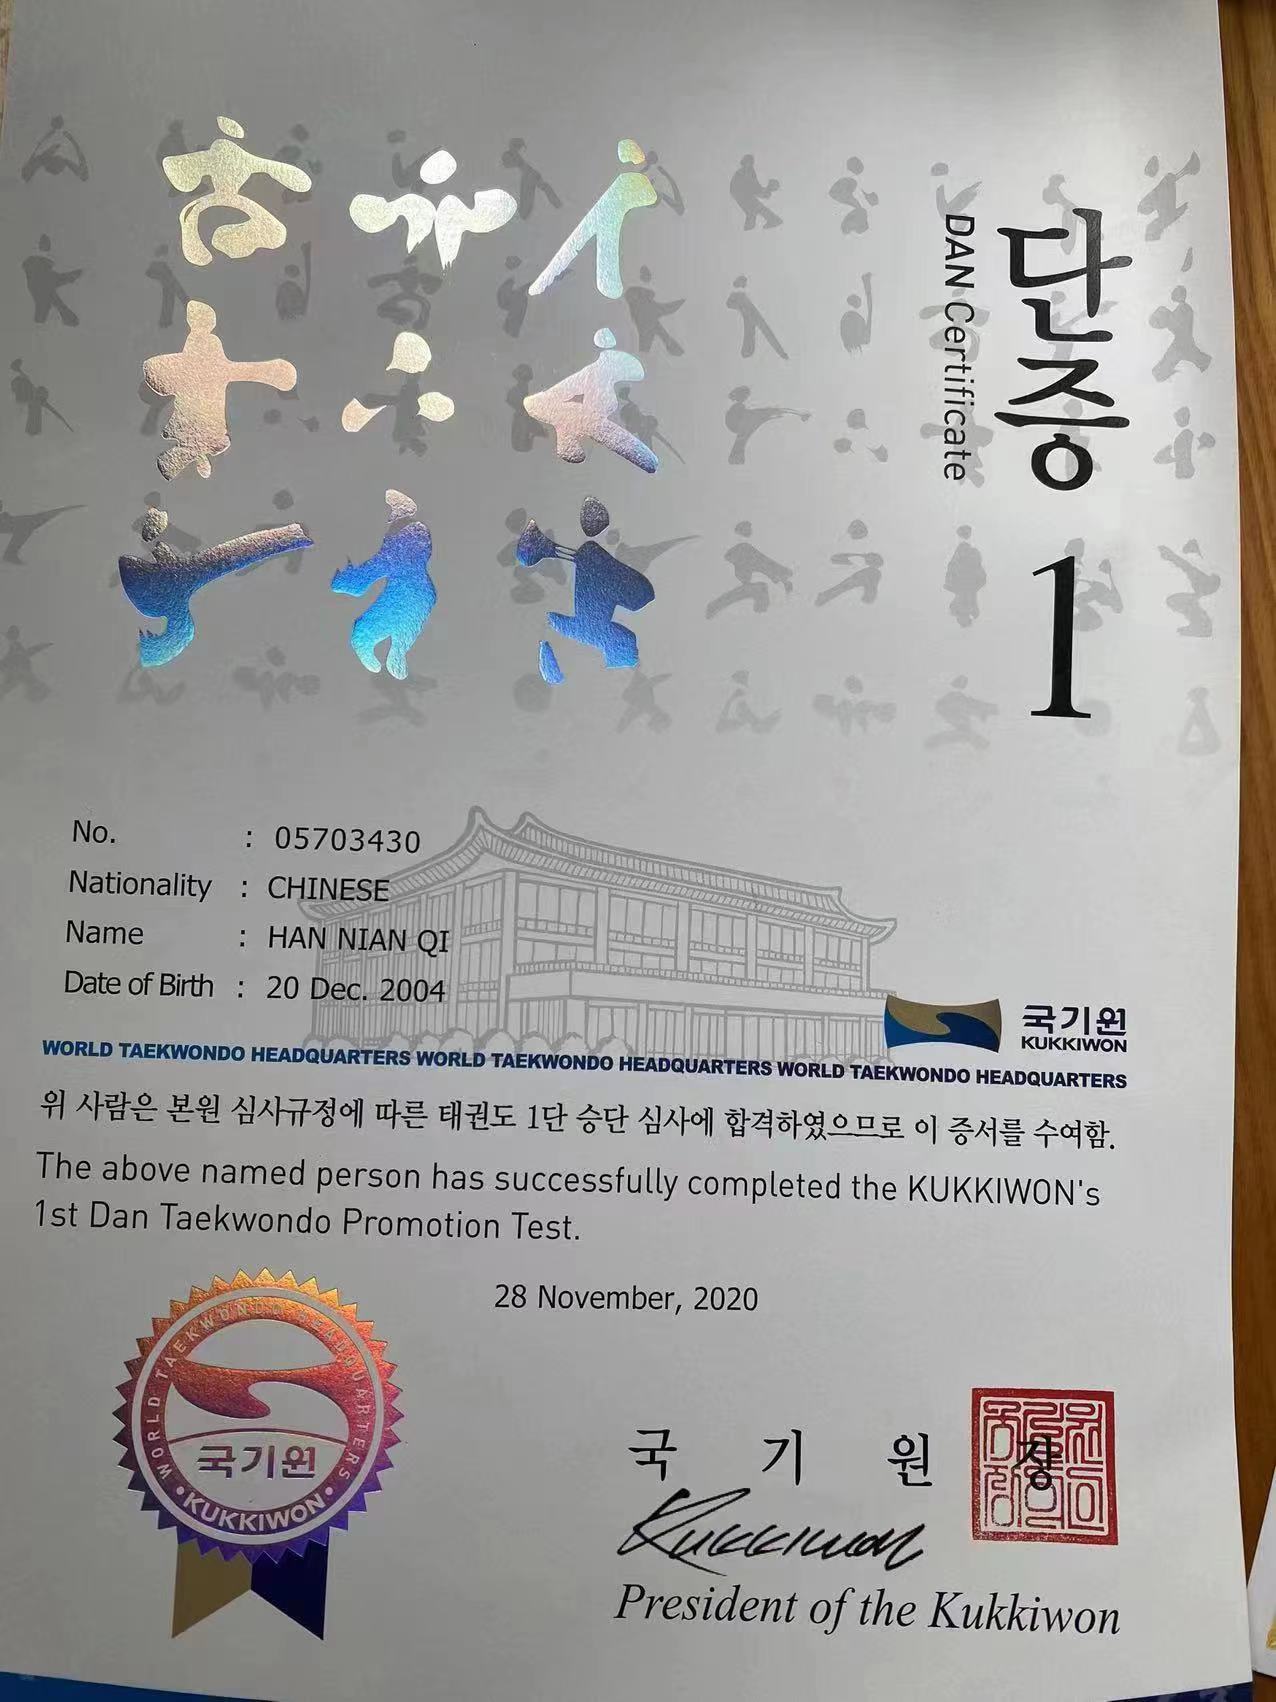 단증 1
DAN Certificate
No. : 05703430
Nationality : CHINESE
Name : HAN NIAN QI
Date of Birth : 20 Dec. 2004
국기원
KUKKIWON
WORLD TAEKWONDO HEADQUARTERS WORLD TAEKWONDO HEADQUARTERS WORLD TAEKWONDO HEADQUARTERS
위 사람은 본원 심사규정에 따른 태권도 1단 승단 심사에 합격하였으므로 이 증서를 수여함.
The above named person has successfully completed the KUKKIWON's
1st Dan Taekwondo Promotion Test.
28 November, 2020
WORLD TAEKWONDO HEADQUARTERS
국기원
KUKKIWON
국 기 원 장
Kukkiwon
President of the Kukkiwon